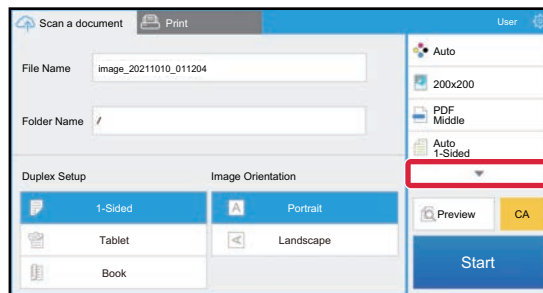 Scan a document
Print
User
File Name
image_20211010_011204
Folder Name
/
Duplex Setup
Image Orientation
1-Sided
Tablet
Book
A
Portrait
A
Landscape
Auto
200x200
PDF
Middle
Auto
1-Sided
Preview
CA
Start